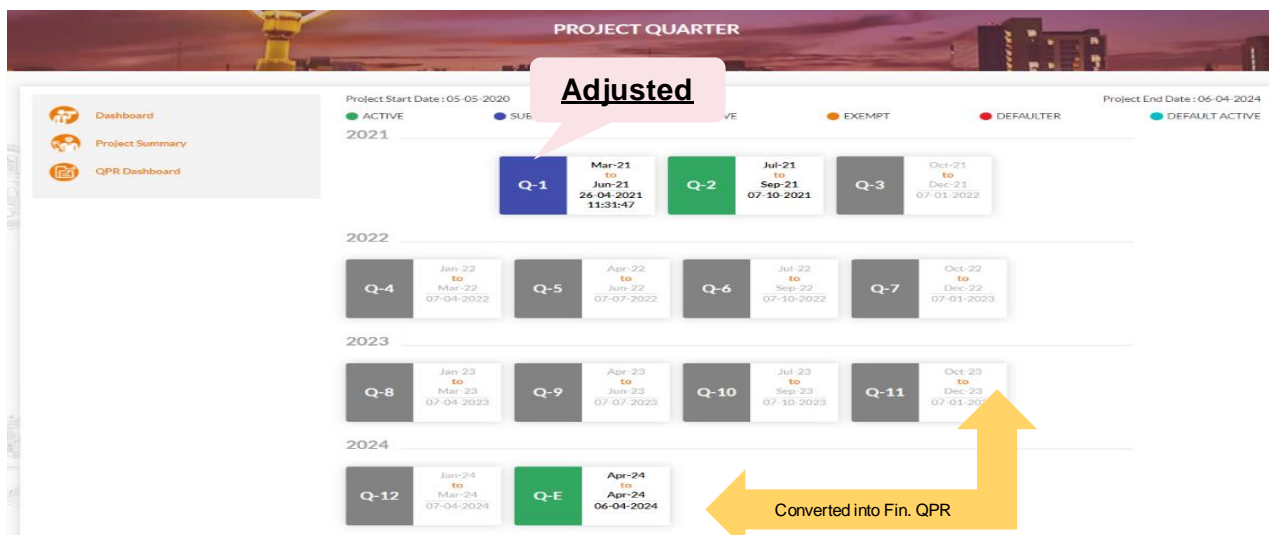 PROJECT QUARTER
Adjusted
Project Start Date : 05-05-2020
Project End Date : 06-04-2024
ACTIVE
EXEMPT
DEFAULTER
DEFAULT ACTIVE
Dashboard
Project Summary
QPR Dashboard
2021
Q-1
Mar-21
to
Jun-21
26-04-2021
11:31:47
Q-2
Jul-21
to
Sep-21
07-10-2021
Q-3
Oct-21
to
Dec-21
07-01-2022
2022
Q-4
Jan-22
to
Mar-22
07-04-2022
Q-5
Apr-22
to
Jun-22
07-07-2022
Q-6
Jul-22
to
Sep-22
07-10-2022
Q-7
Oct-22
to
Dec-22
07-01-2023
2023
Q-8
Jan-23
to
Mar-23
07-04-2023
Q-9
Apr-23
to
Jun-23
07-07-2023
Q-10
Jul-23
to
Sep-23
07-10-2023
Q-11
Oct-23
to
Dec-23
2024
Q-12
Jan-24
to
Mar-24
07-04-2024
Q-E
Apr-24
to
Apr-24
06-04-2024
Converted into Fin. QPR